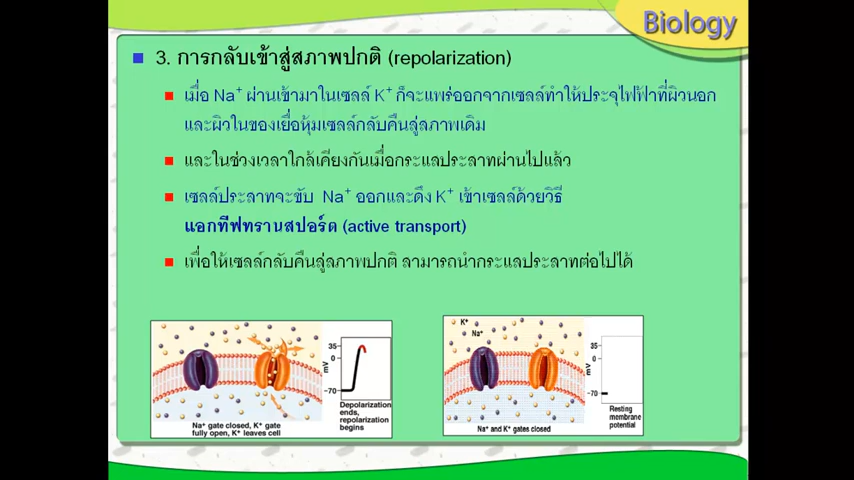 Biology
3. การกลับเข้าสู่สภาพปกติ (repolarization)
เมื่อ Na⁺ ผ่านเข้ามาในเซลล์ K⁺ ก็จะแพร่ออกจากเซลล์ทำให้ประจุไฟฟ้าที่ผิวนอก
และผิวในของเยื่อหุ้มเซลล์กลับคืนสู่สภาพเดิม
และในช่วงเวลาใกล้เคียงกันเมื่อกระแสประสาทผ่านไปแล้ว
เซลล์ประสาทจะขับ Na⁺ ออกและดึง K⁺ เข้าเซลล์ด้วยวิธี
แอกทีฟทรานสปอร์ต (active transport)
เพื่อให้เซลล์กลับคืนสู่สภาพปกติ สามารถนำกระแสประสาทต่อไปได้
35
0
mV
-70
Depolarization
ends,
repolarization
begins
Na⁺ gate closed, K⁺ gate
fully open, K⁺ leaves cell
K⁺
Na⁺
35
0
mV
-70
Resting
membrane
potential
Na⁺ and K⁺ gates closed